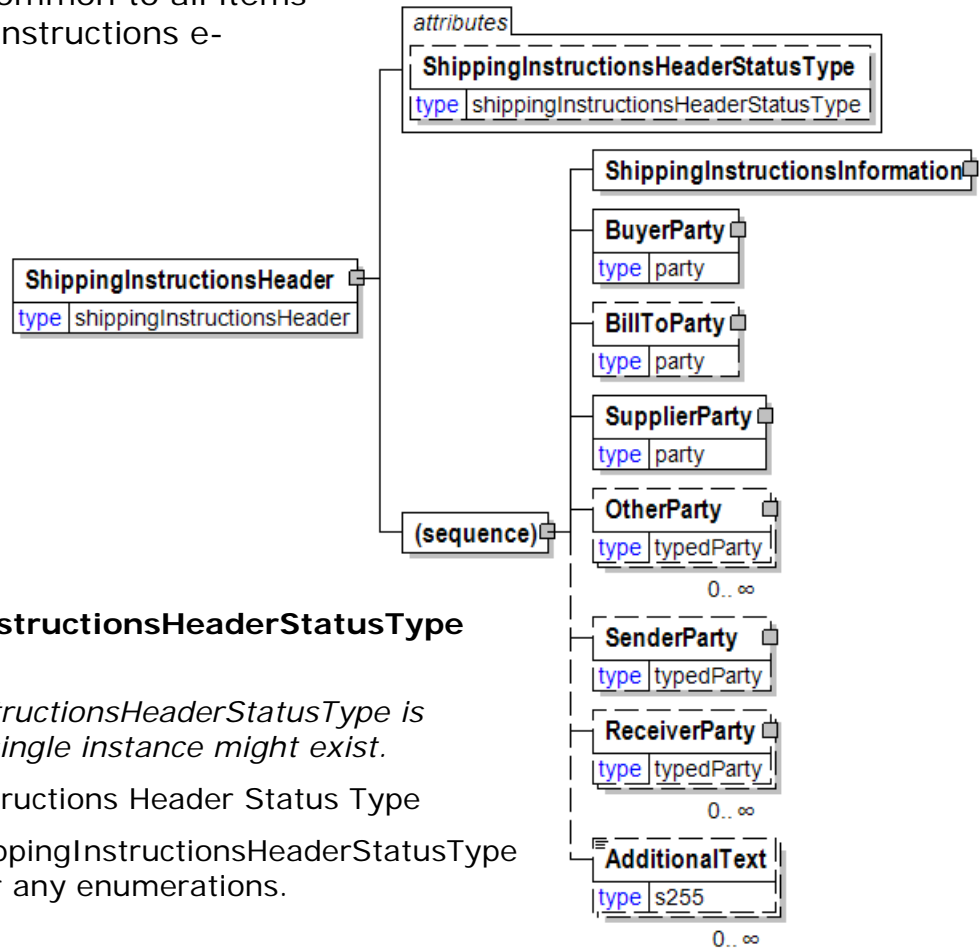 ommon to all items
nstructions e-
attributes
ShippingInstructionsHeaderStatusType
type shippingInstructionsHeaderStatusType
ShippingInstructionsInformation
BuyerParty
type party
ShippingInstructionsHeader
type shippingInstructionsHeader
BillToParty
type party
SupplierParty
type party
(sequence)
OtherParty
type typedParty
0.. ∞
structionsHeaderStatusType
SenderParty
type typedParty
tructionsHeaderStatusType is
ingle instance might exist.
ReceiverParty
type typedParty
0.. ∞
ructions Header Status Type
ppingInstructionsHeaderStatusType
r any enumerations.
AdditionalText
type s255
0.. ∞